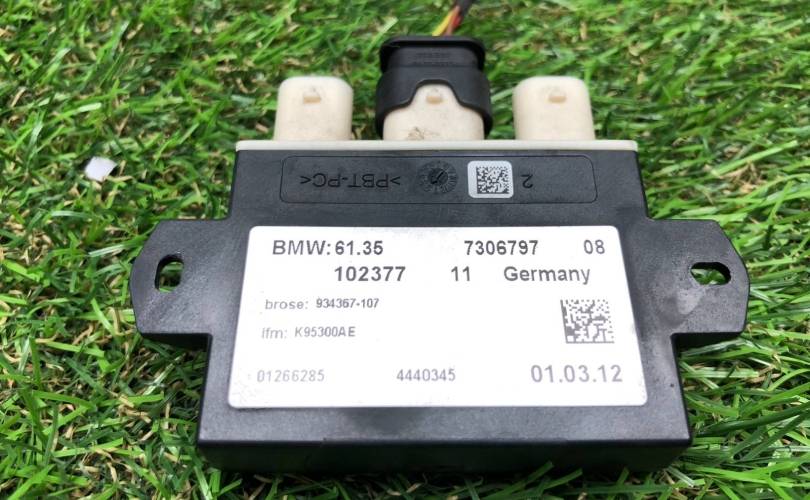 >PBT-PC< 2
BMW: 61.35 7306797 08
102377 11 Germany
brose: 934367-107
ifm: K95300AE
01266285 4440345 01.03.12